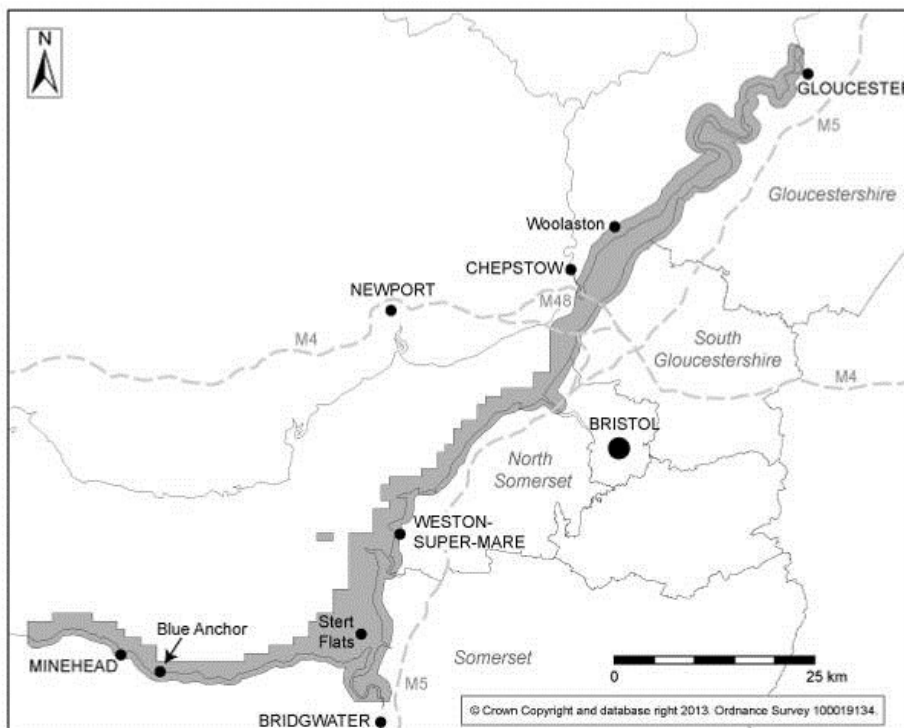 N
GLOUCESTER
M5
Gloucestershire
Woolaston
CHEPSTOW
NEWPORT
M48
M4
South
Gloucestershire
M4
BRISTOL
North
Somerset
WESTON-
SUPER-MARE
Blue Anchor
Stert
Flats
MINEHEAD
Somerset
0
25 km
M5
BRIDGWATER
© Crown Copyright and database right 2013. Ordnance Survey 100019134.